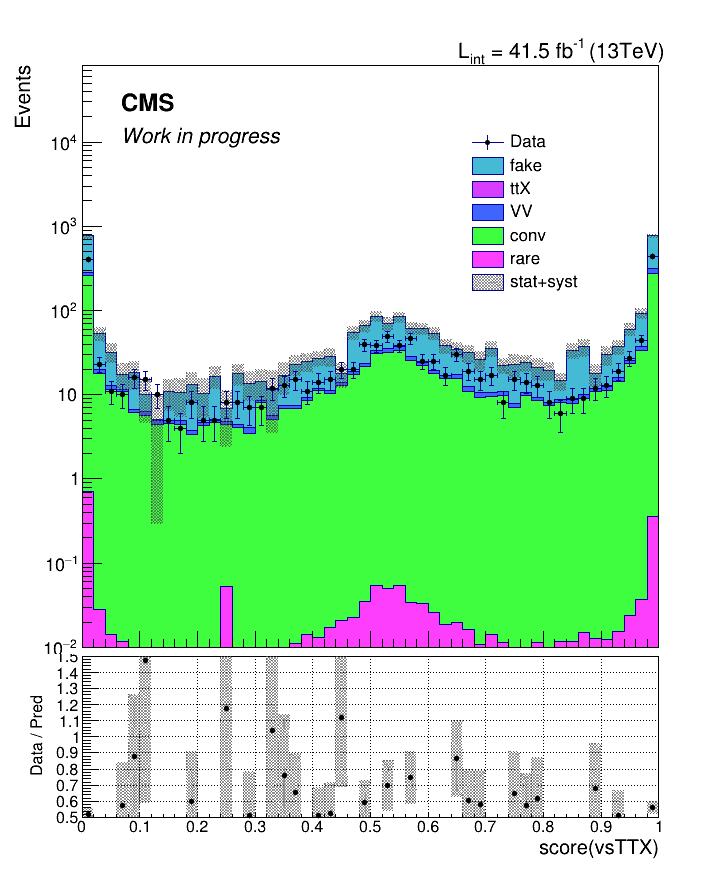 L_int = 41.5 fb^-1 (13TeV)
Events
CMS
Work in progress
Data
fake
ttX
VV
conv
rare
stat+syst
10^4
10^3
10^2
10
1
10^-1
10^-2
Data / Pred
1.5
1.4
1.3
1.2
1.1
1
0.9
0.8
0.7
0.6
0.5
0 0.1 0.2 0.3 0.4 0.5 0.6 0.7 0.8 0.9 1
score(vsTTX)